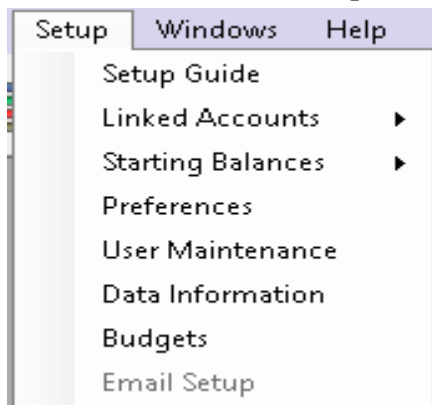 Setup Windows Help
Setup Guide
Linked Accounts
Starting Balances
Preferences
User Maintenance
Data Information
Budgets
Email Setup